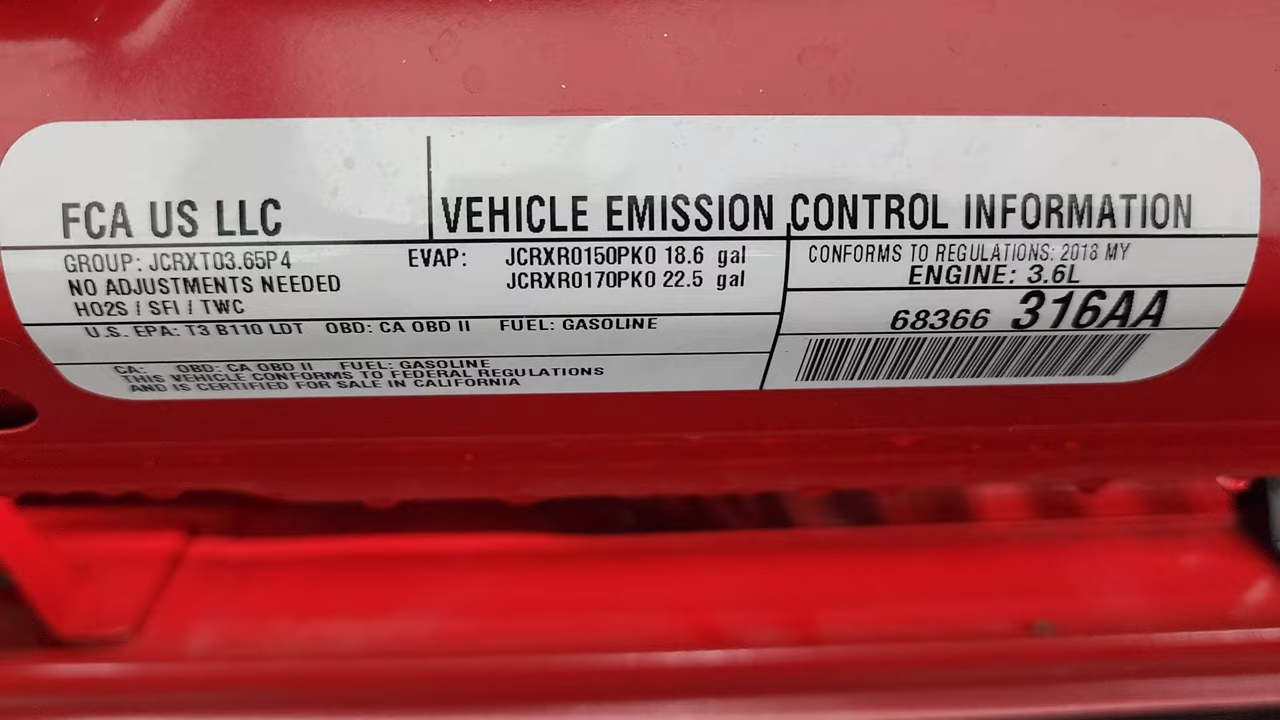 FCA US LLC
VEHICLE EMISSION CONTROL INFORMATION
GROUP: JCRXT03.65P4
NO ADJUSTMENTS NEEDED
HO2S / SFI / TWC
EVAP: JCRXR0150PK0 18.6 gal
JCRXR0170PK0 22.5 gal
CONFORMS TO REGULATIONS: 2018 MY
ENGINE: 3.6L
68366 316AA
U.S. EPA: T3 B110 LDT OBD: CA OBD II FUEL: GASOLINE
CA: OBD: CA OBD II FUEL: GASOLINE
THIS VEHICLE CONFORMS TO FEDERAL REGULATIONS
AND IS CERTIFIED FOR SALE IN CALIFORNIA